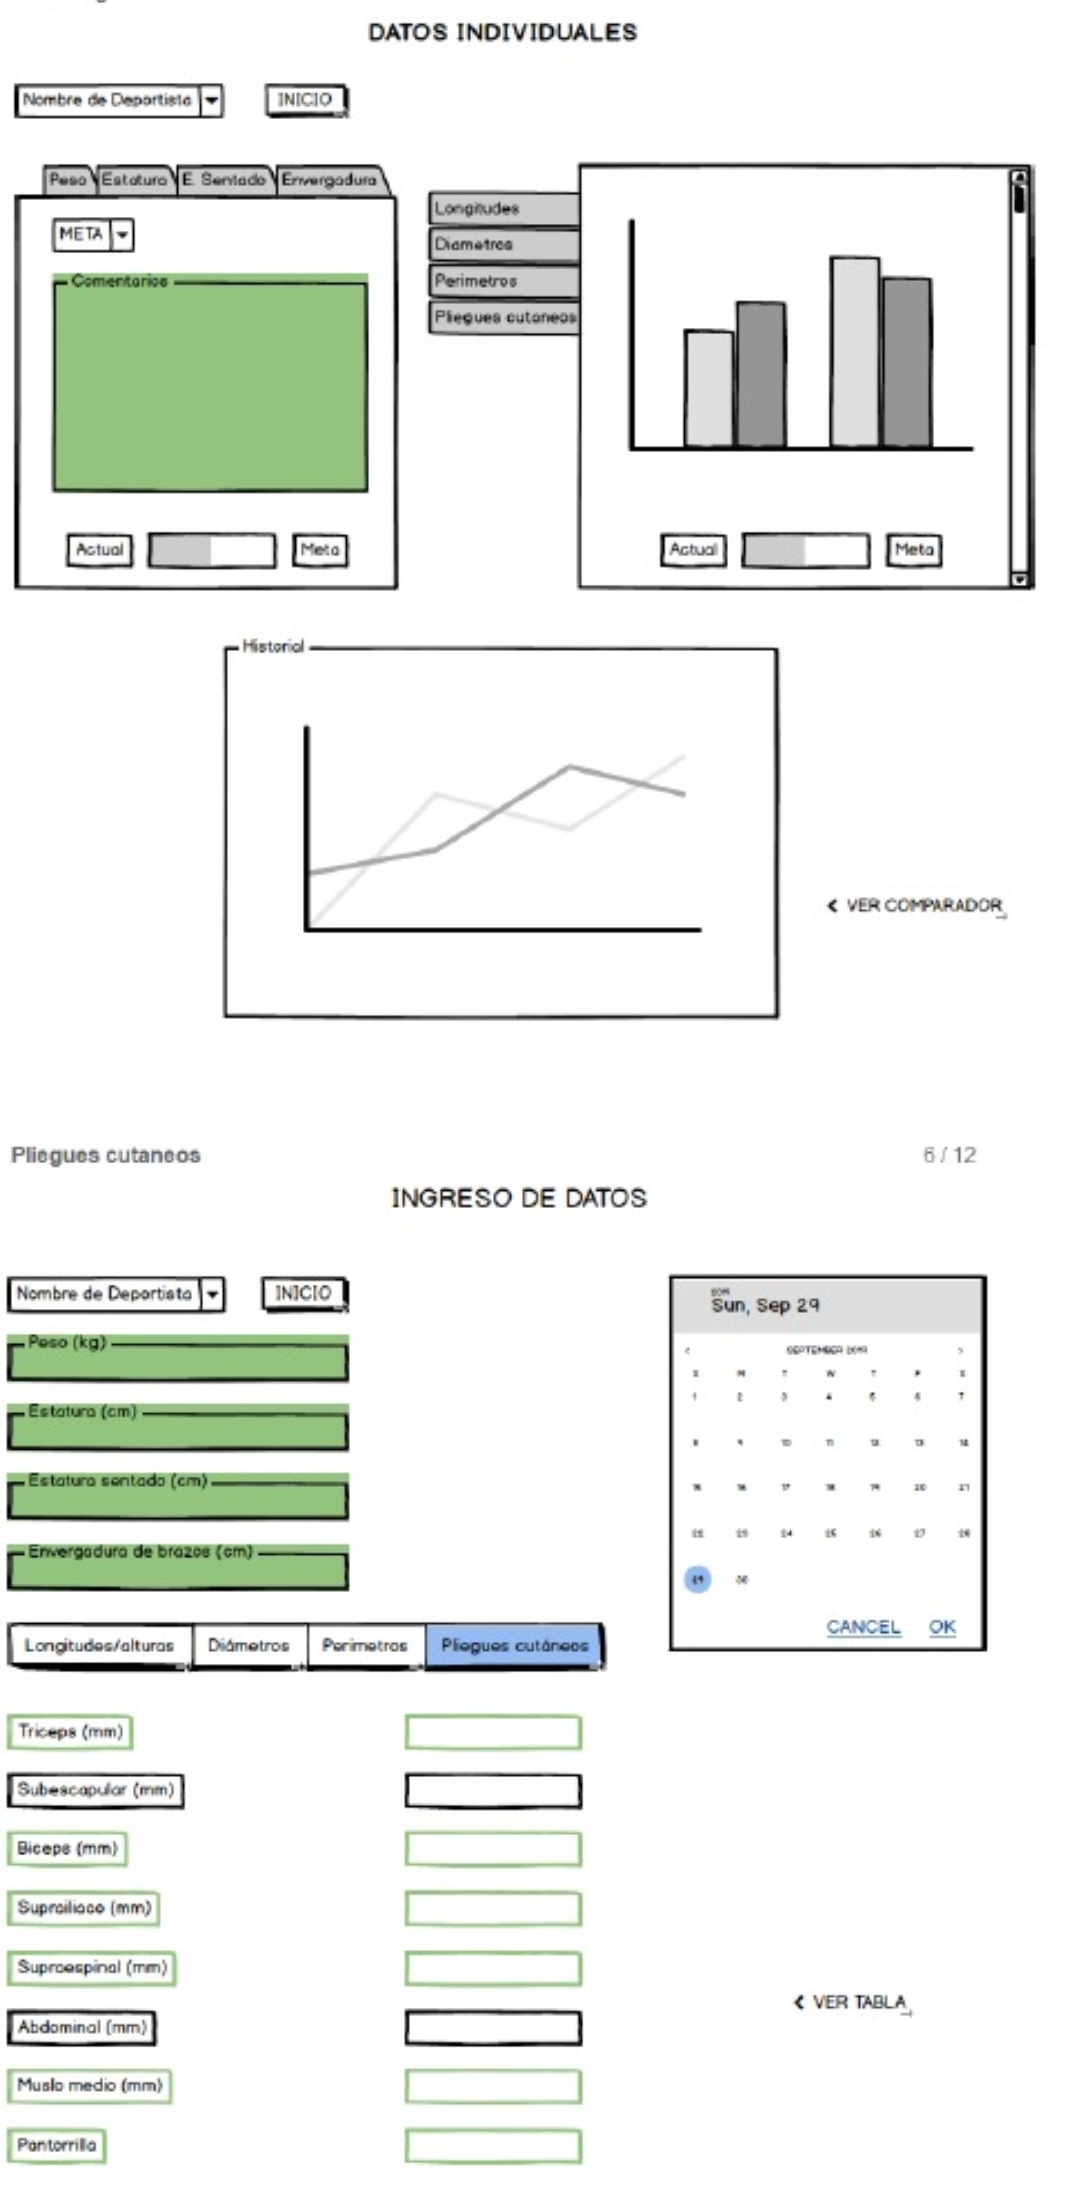 DATOS INDIVIDUALES
Nombre de Deportista
INICIO
Peso Estatura E. Sentado Envergadura
META
Comentarios
Actual
Meta
Longitudes
Diametros
Perimetros
Pliegues cutaneos
Actual
Meta
Historial
< VER COMPARADOR
Pliegues cutaneos
6 / 12
INGRESO DE DATOS
Nombre de Deportista
INICIO
Peso (kg)
Estatura (cm)
Estatura sentado (cm)
Envergadura de brazos (cm)
2019
Sun, Sep 29
< SEPTEMBER 2019 >
S M T W T F S
1 2 3 4 5 6 7
8 9 10 11 12 13 14
15 16 17 18 19 20 21
22 23 24 25 26 27 28
29 30
CANCEL OK
Longitudes/alturas Diámetros Perimetros Pliegues cutáneos
Triceps (mm)
Subescapular (mm)
Biceps (mm)
Suprailiaco (mm)
Supraespinal (mm)
Abdominal (mm)
Muslo medio (mm)
Pantorrilla
< VER TABLA